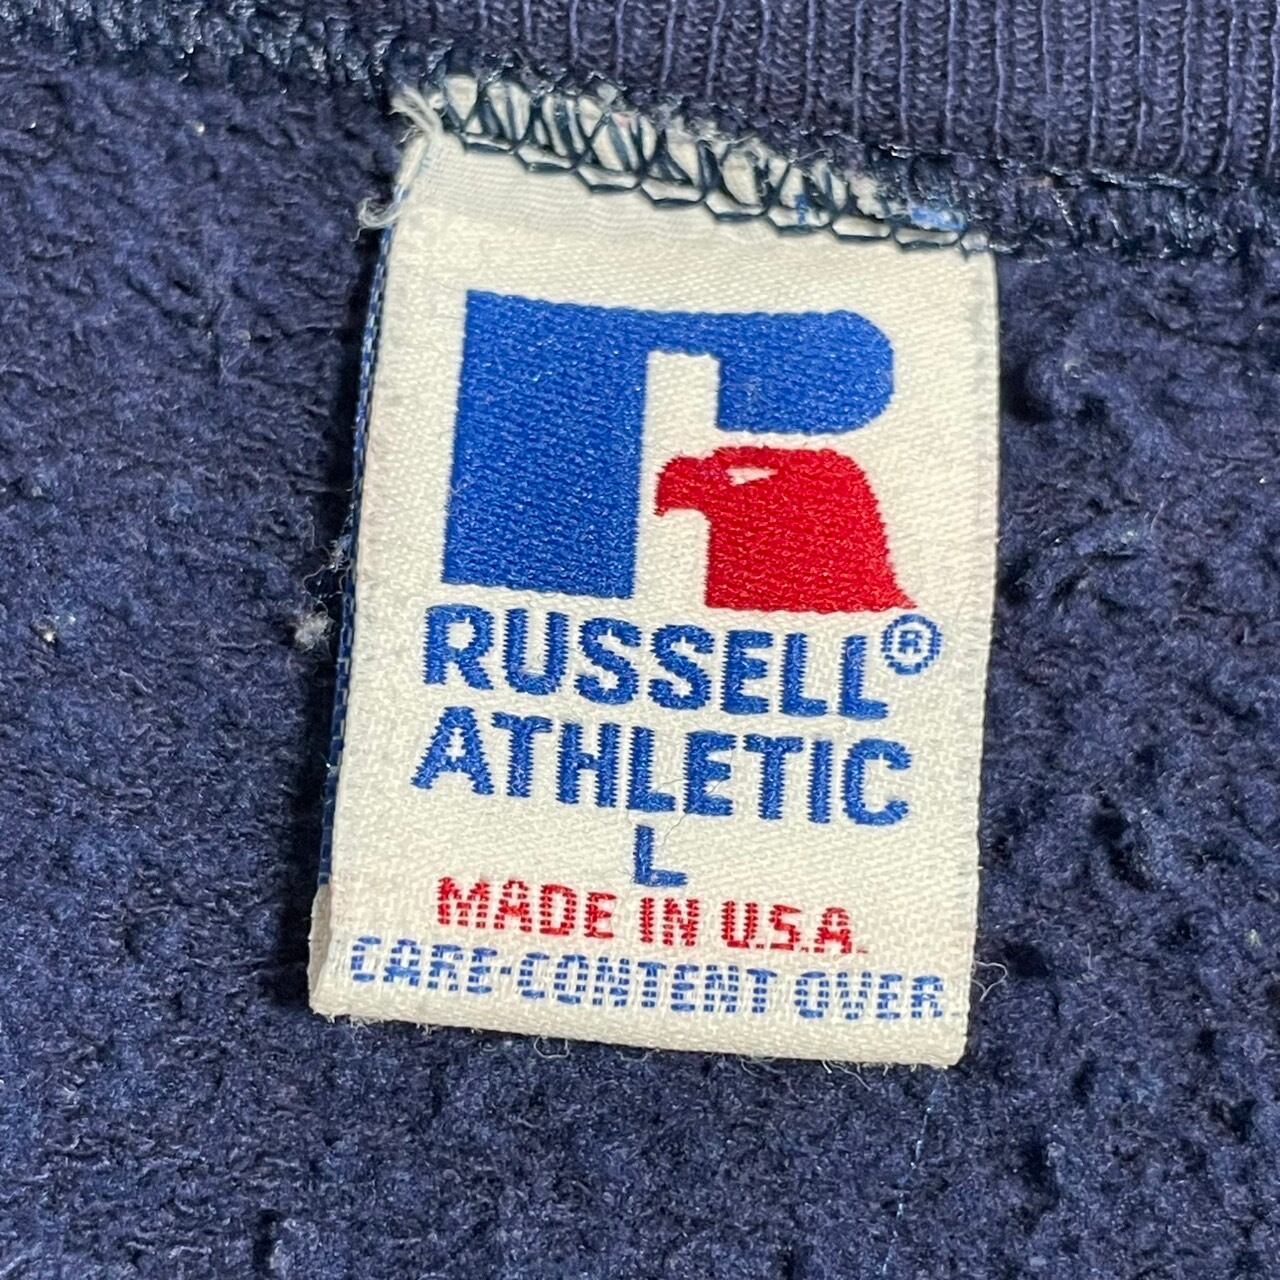 RUSSELL®
ATHLETIC
L
MADE IN U.S.A.
CARE-CONTENT OVER